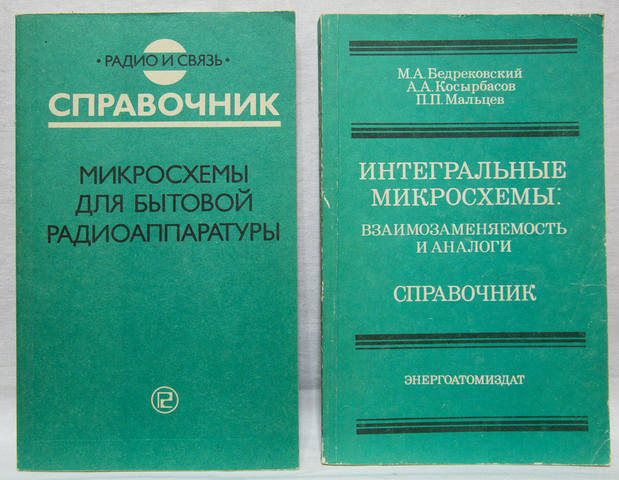 • РАДИО И СВЯЗЬ •
СПРАВОЧНИК
МИКРОСХЕМЫ
ДЛЯ БЫТОВОЙ
РАДИОАППАРАТУРЫ
М.А. Бедрековский
А.А. Косырбасов
П.П. Мальцев
ИНТЕГРАЛЬНЫЕ
МИКРОСХЕМЫ:
ВЗАИМОЗАМЕНЯЕМОСТЬ
И АНАЛОГИ
СПРАВОЧНИК
ЭНЕРГОАТОМИЗДАТ